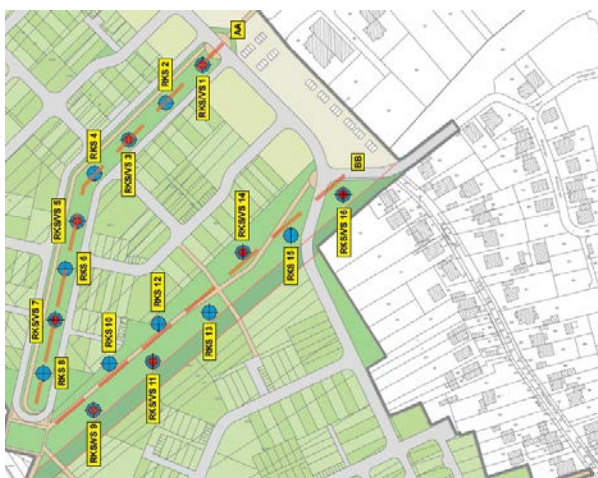 AA
RKS 2
RKS/VS 1
RKS 4
RKS/VS 3
BB
RKS/VS 5
RKS/VS 14
RKS/VS 16
RKS 6
RKS 15
RKS/VS 7
RKS 12
RKS 13
RKS 10
RKS 8
RKS/VS 11
RKS/VS 9